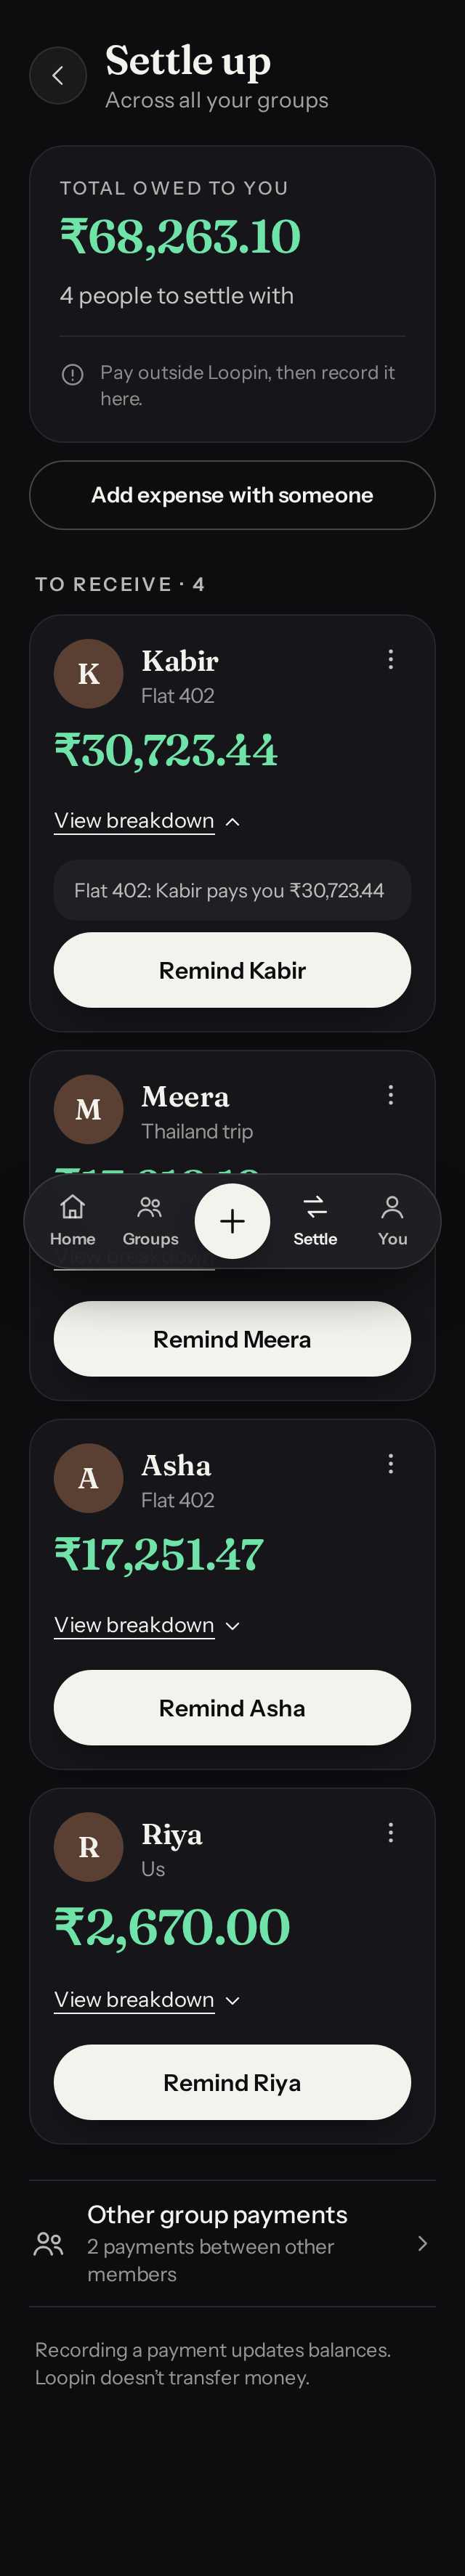 Settle up
Across all your groups
TOTAL OWED TO YOU
₹68,263.10
4 people to settle with
Pay outside Loopin, then record it
here.
Add expense with someone
TO RECEIVE · 4
K
Kabir
Flat 402
₹30,723.44
View breakdown
Flat 402: Kabir pays you ₹30,723.44
Remind Kabir
M
Meera
Thailand trip
Home
Groups
Settle
You
View breakdown
Remind Meera
A
Asha
Flat 402
₹17,251.47
View breakdown
Remind Asha
R
Riya
Us
₹2,670.00
View breakdown
Remind Riya
Other group payments
2 payments between other
members
Recording a payment updates balances.
Loopin doesn't transfer money.